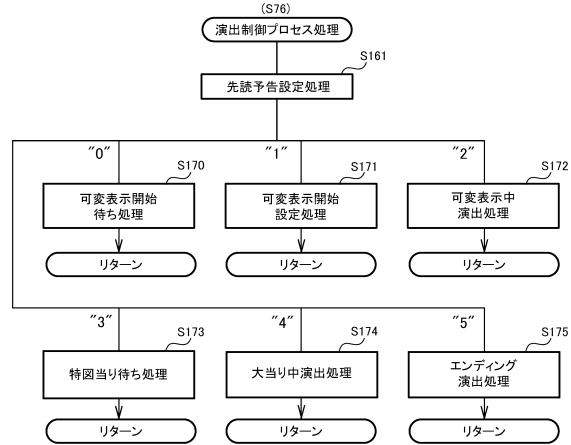 (S76)
演出制御プロセス処理
S161
先読予告設定処理
"0"
"1"
"2"
S170
S171
S172
可変表示開始
待ち処理
可変表示開始
設定処理
可変表示中
演出処理
リターン
リターン
リターン
"3"
"4"
"5"
S173
S174
S175
特図当り待ち処理
大当り中演出処理
エンディング
演出処理
リターン
リターン
リターン